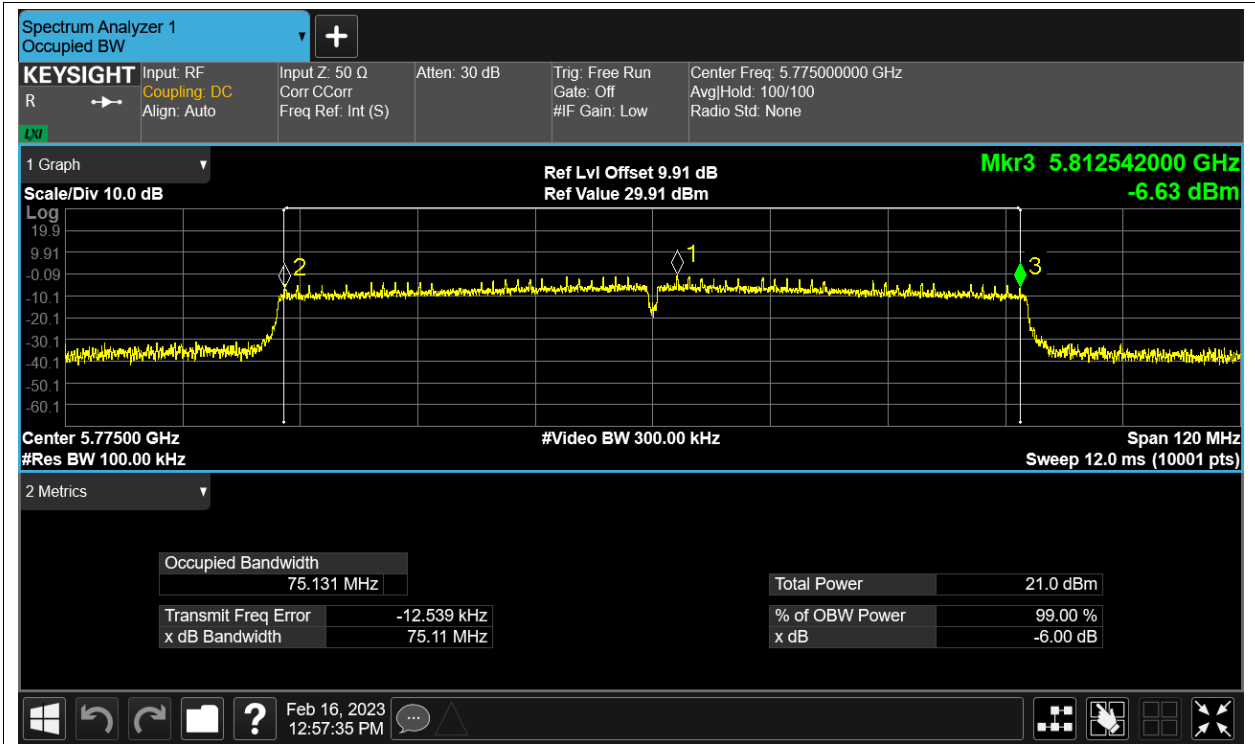 Spectrum Analyzer 1
Occupied BW
+
KEYSIGHT
R
LXI
Input: RF
Coupling: DC
Align: Auto
Input Z: 50 Ω
Corr CCorr
Freq Ref: Int (S)
Atten: 30 dB
Trig: Free Run
Gate: Off
#IF Gain: Low
Center Freq: 5.775000000 GHz
Avg|Hold: 100/100
Radio Std: None
1 Graph
Scale/Div 10.0 dB
Ref Lvl Offset 9.91 dB
Ref Value 29.91 dBm
Mkr3 5.812542000 GHz
-6.63 dBm
Log
19.9
9.91
-0.09
-10.1
-20.1
-30.1
-40.1
-50.1
-60.1
2
1
3
Center 5.77500 GHz
#Res BW 100.00 kHz
#Video BW 300.00 kHz
Span 120 MHz
Sweep 12.0 ms (10001 pts)
2 Metrics
Occupied Bandwidth
75.131 MHz
Transmit Freq Error -12.539 kHz
x dB Bandwidth 75.11 MHz
Total Power 21.0 dBm
% of OBW Power 99.00 %
x dB -6.00 dB
?
Feb 16, 2023
12:57:35 PM